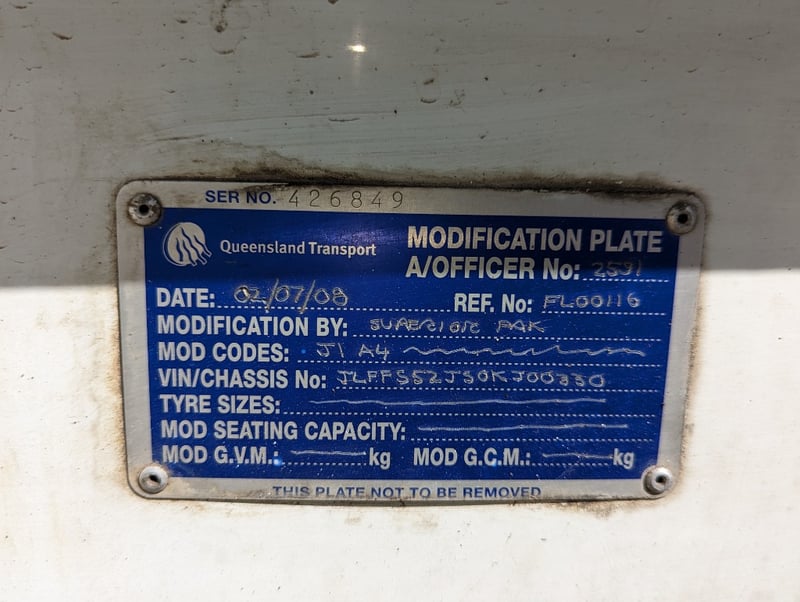 SER NO. 426849
Queensland Transport
MODIFICATION PLATE
A/OFFICER No: 2591
DATE: 02/07/08 REF. No: FL00116
MODIFICATION BY: SUPERIOR PAK
MOD CODES: J1 A4
VIN/CHASSIS No: JLFFS52JS0KJ00330
TYRE SIZES:
MOD SEATING CAPACITY:
MOD G.V.M.: kg MOD G.C.M.: kg
THIS PLATE NOT TO BE REMOVED